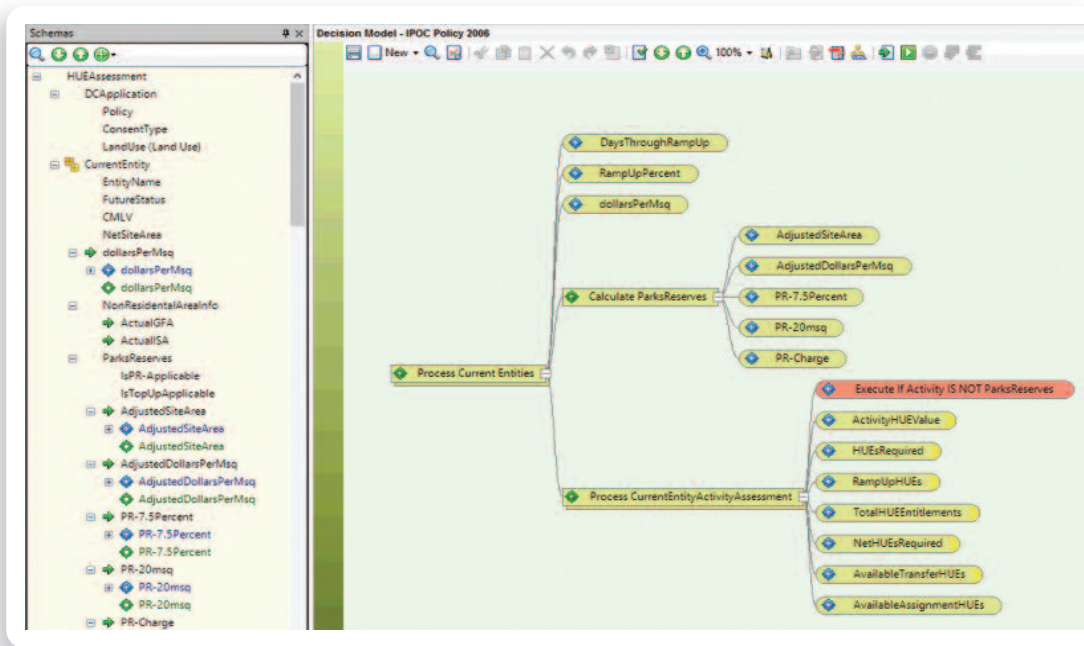 Schemas
HUEAssessment
DCApplication
Policy
ConsentType
LandUse (Land Use)
CurrentEntity
EntityName
FutureStatus
CMLV
NetSiteArea
dollarsPerMsq
dollarsPerMsq
dollarsPerMsq
NonResidentalAreaInfo
ActualGFA
ActualISA
ParksReserves
IsPR-Applicable
IsTopUpApplicable
AdjustedSiteArea
AdjustedSiteArea
AdjustedSiteArea
AdjustedDollarsPerMsq
AdjustedDollarsPerMsq
AdjustedDollarsPerMsq
PR-7.5Percent
PR-7.5Percent
PR-7.5Percent
PR-20msq
PR-20msq
PR-20msq
PR-Charge
Decision Model - IPOC Policy 2006
New 100%
DaysThroughRampUp
RampUpPercent
dollarsPerMsq
Calculate ParksReserves
AdjustedSiteArea
AdjustedDollarsPerMsq
PR-7.5Percent
PR-20msq
PR-Charge
Process Current Entities
Process CurrentEntityActivityAssessment
Execute If Activity IS NOT ParksReserves
ActivityHUEValue
HUEsRequired
RampUpHUEs
TotalHUEEntitlements
NetHUEsRequired
AvailableTransferHUEs
AvailableAssignmentHUEs